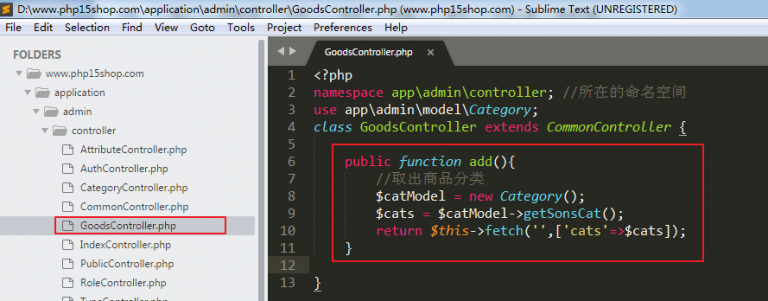 D:\www.php15shop.com\application\admin\controller\GoodsController.php (www.php15shop.com) - Sublime Text (UNREGISTERED)
File Edit Selection Find View Goto Tools Project Preferences Help
FOLDERS
www.php15shop.com
application
admin
controller
AttributeController.php
AuthController.php
CategoryController.php
CommonController.php
GoodsController.php
IndexController.php
PublicController.php
RoleController.php
TypeController.php
GoodsController.php ×
1 <?php
2 namespace app\admin\controller; //所在的命名空间
3 use app\admin\model\Category;
4 class GoodsController extends CommonController {
5
6 public function add(){
7 //取出商品分类
8 $catModel = new Category();
9 $cats = $catModel->getSonsCat();
10 return $this->fetch('',['cats'=>$cats]);
11 }
12
13 }